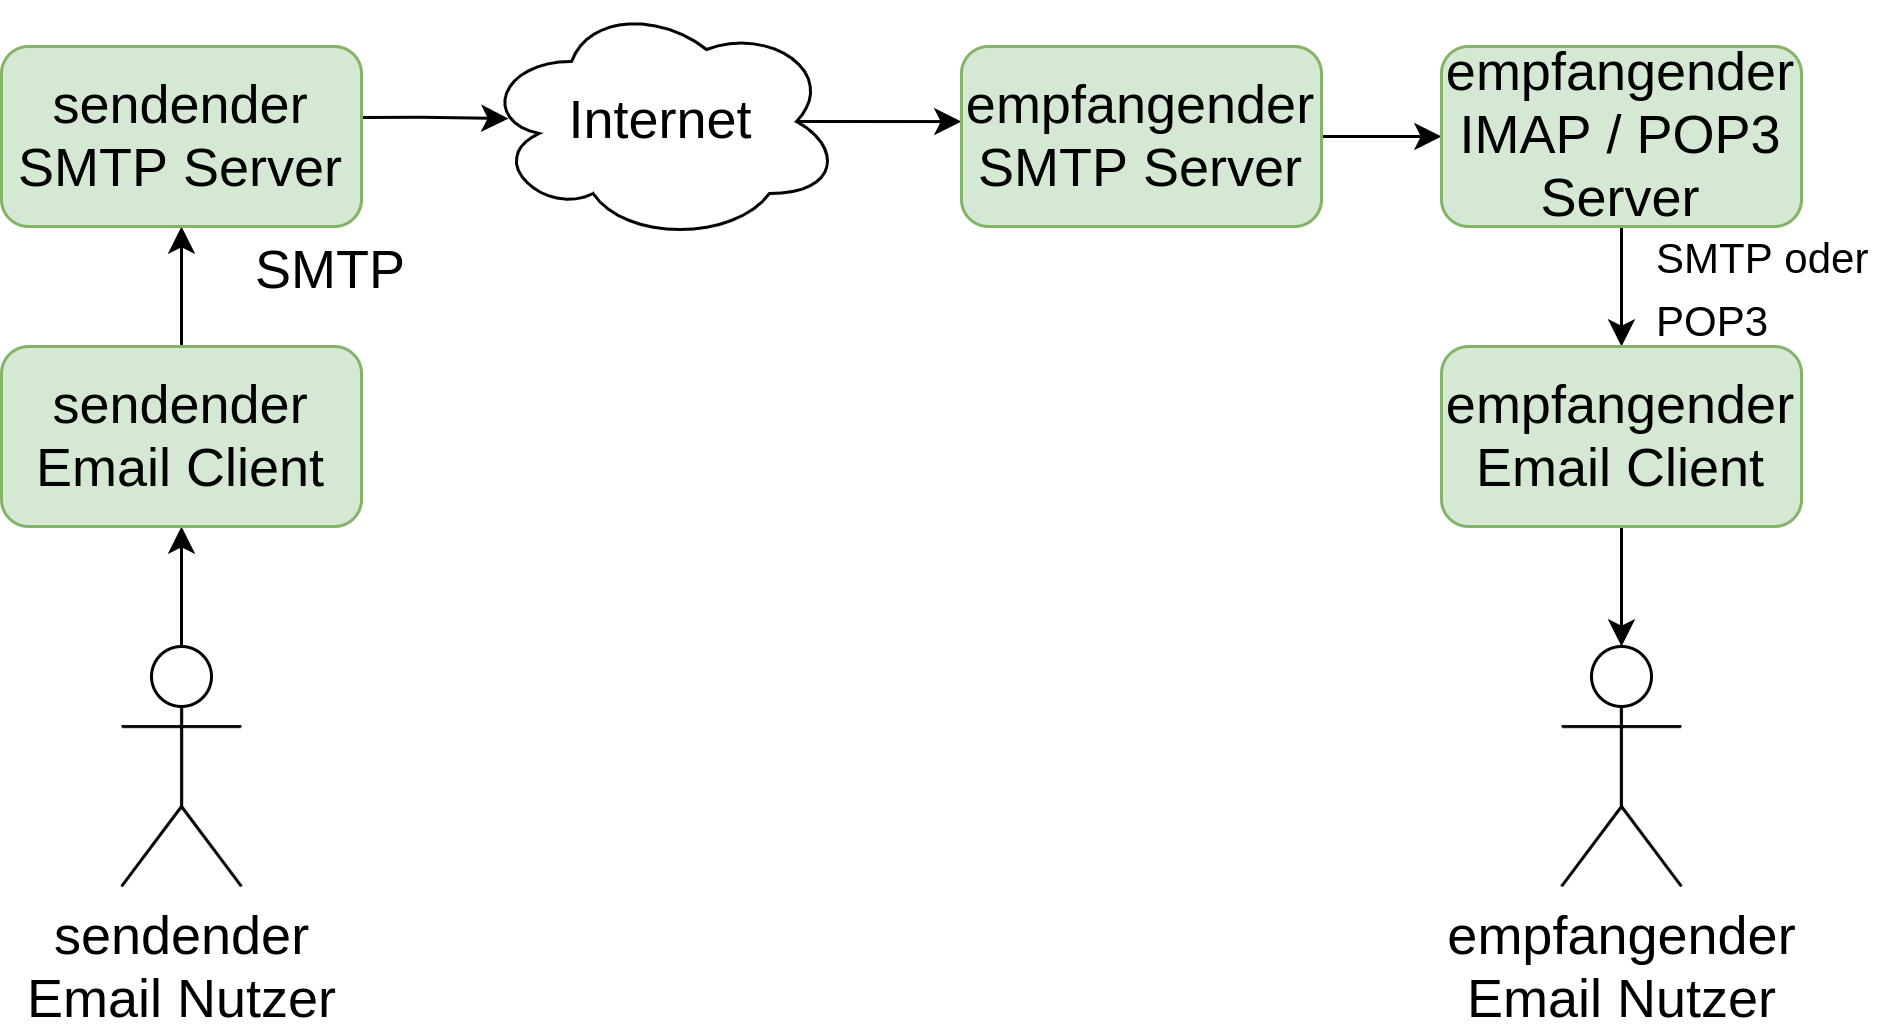 sendender
SMTP Server
Internet
empfangender
SMTP Server
empfangender
IMAP / POP3
Server
SMTP
SMTP oder
POP3
sendender
Email Client
empfangender
Email Client
sendender
Email Nutzer
empfangender
Email Nutzer